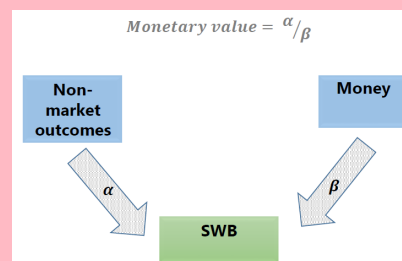 Monetary value = α/β
Non-
market
outcomes
Money
α
β
SWB